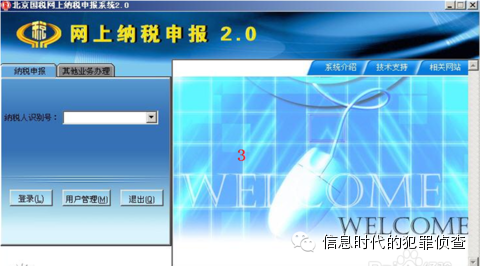 北京国税网上纳税申报系统2.0
税
网上纳税申报 2.0
纳税申报 其他业务办理
系统介绍 技术支持 相关网站
纳税人识别号：
3
登录(L) 用户管理(M) 退出(Q)
WELCOME
WELCOME
信息时代的犯罪侦查